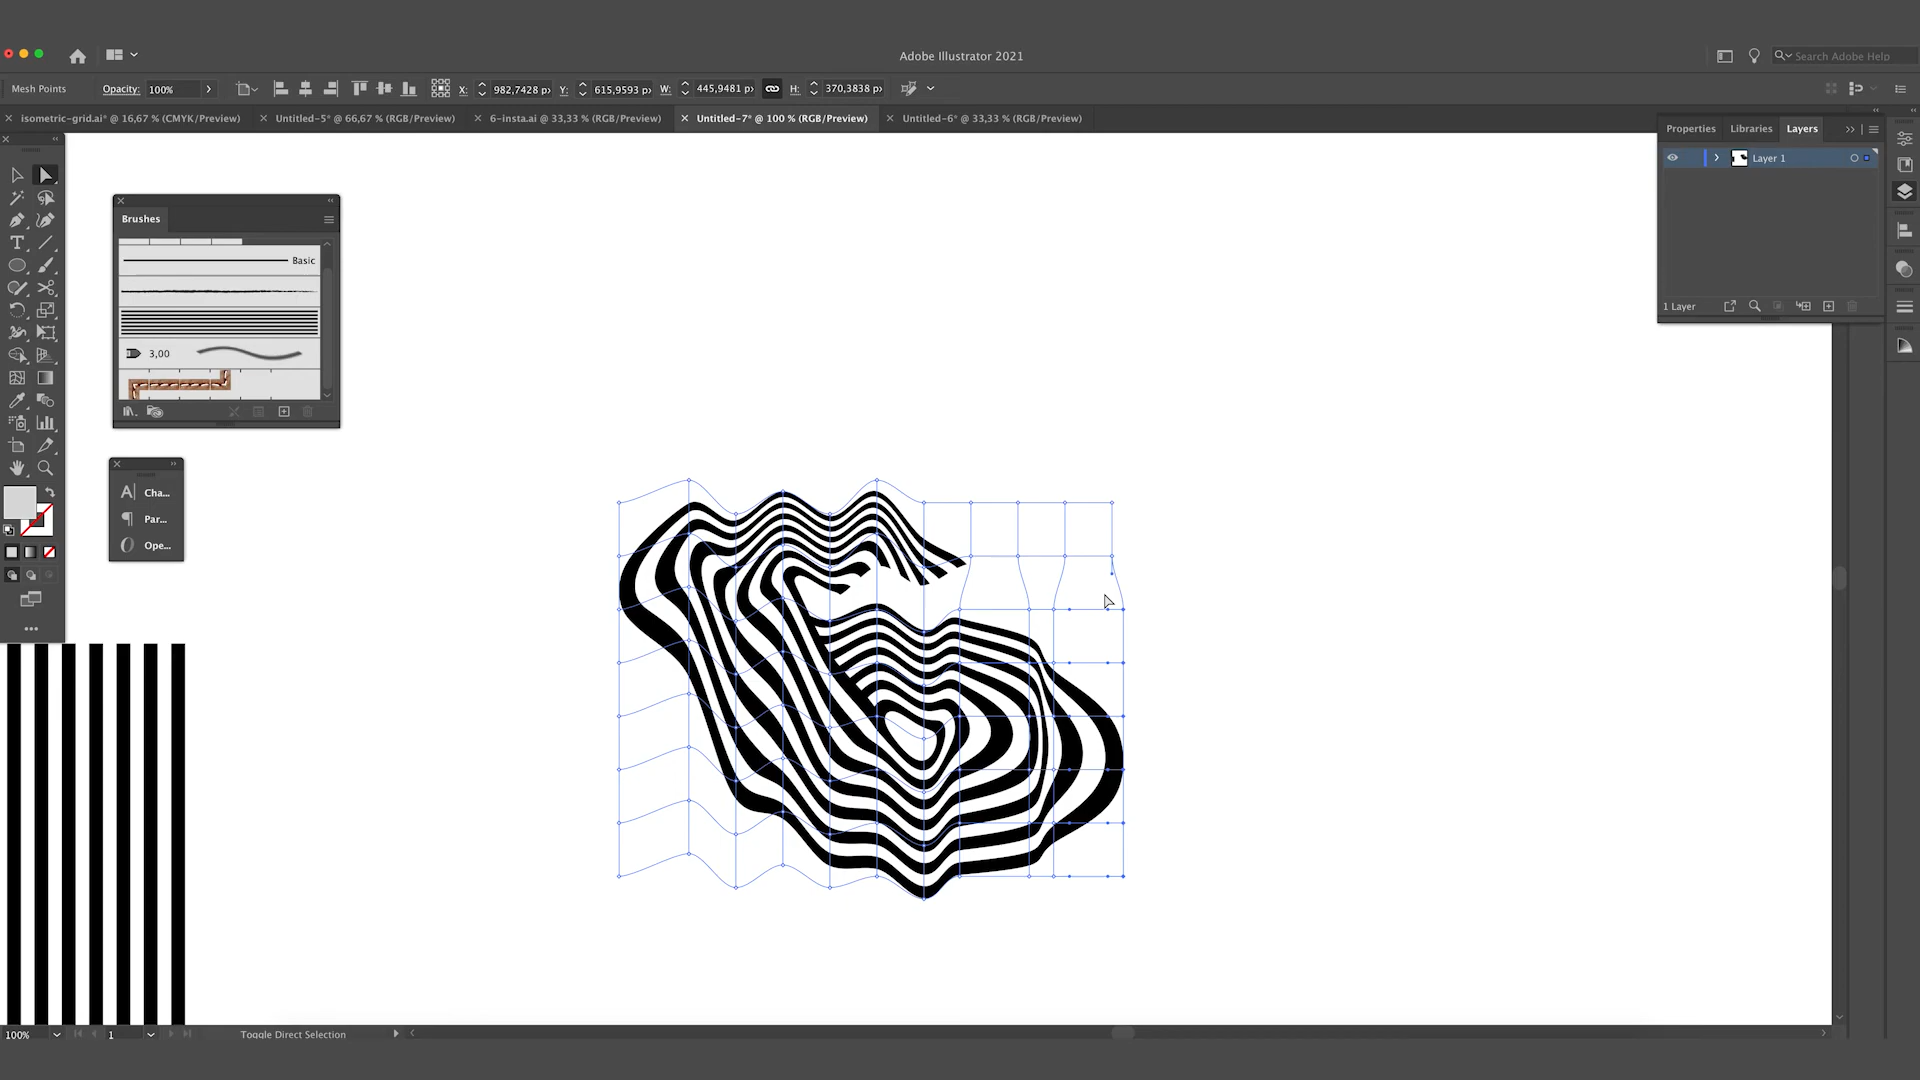 Adobe Illustrator 2021
Search Adobe Help
Mesh Points
Opacity: 100%
X: 982,7428 p
Y: 615,9593 p
W: 445,9481 p
H: 370,3838 p
isometric-grid.ai* @ 16,67 % (CMYK/Preview)
Untitled-5* @ 66,67 % (RGB/Preview)
6-insta.ai @ 33,33 % (RGB/Preview)
Untitled-7* @ 100 % (RGB/Preview)
Untitled-6* @ 33,33 % (RGB/Preview)
Properties
Libraries
Layers
Layer 1
1 Layer
Brushes
Basic
3,00
Cha...
Par...
Ope...
100%
1
Toggle Direct Selection